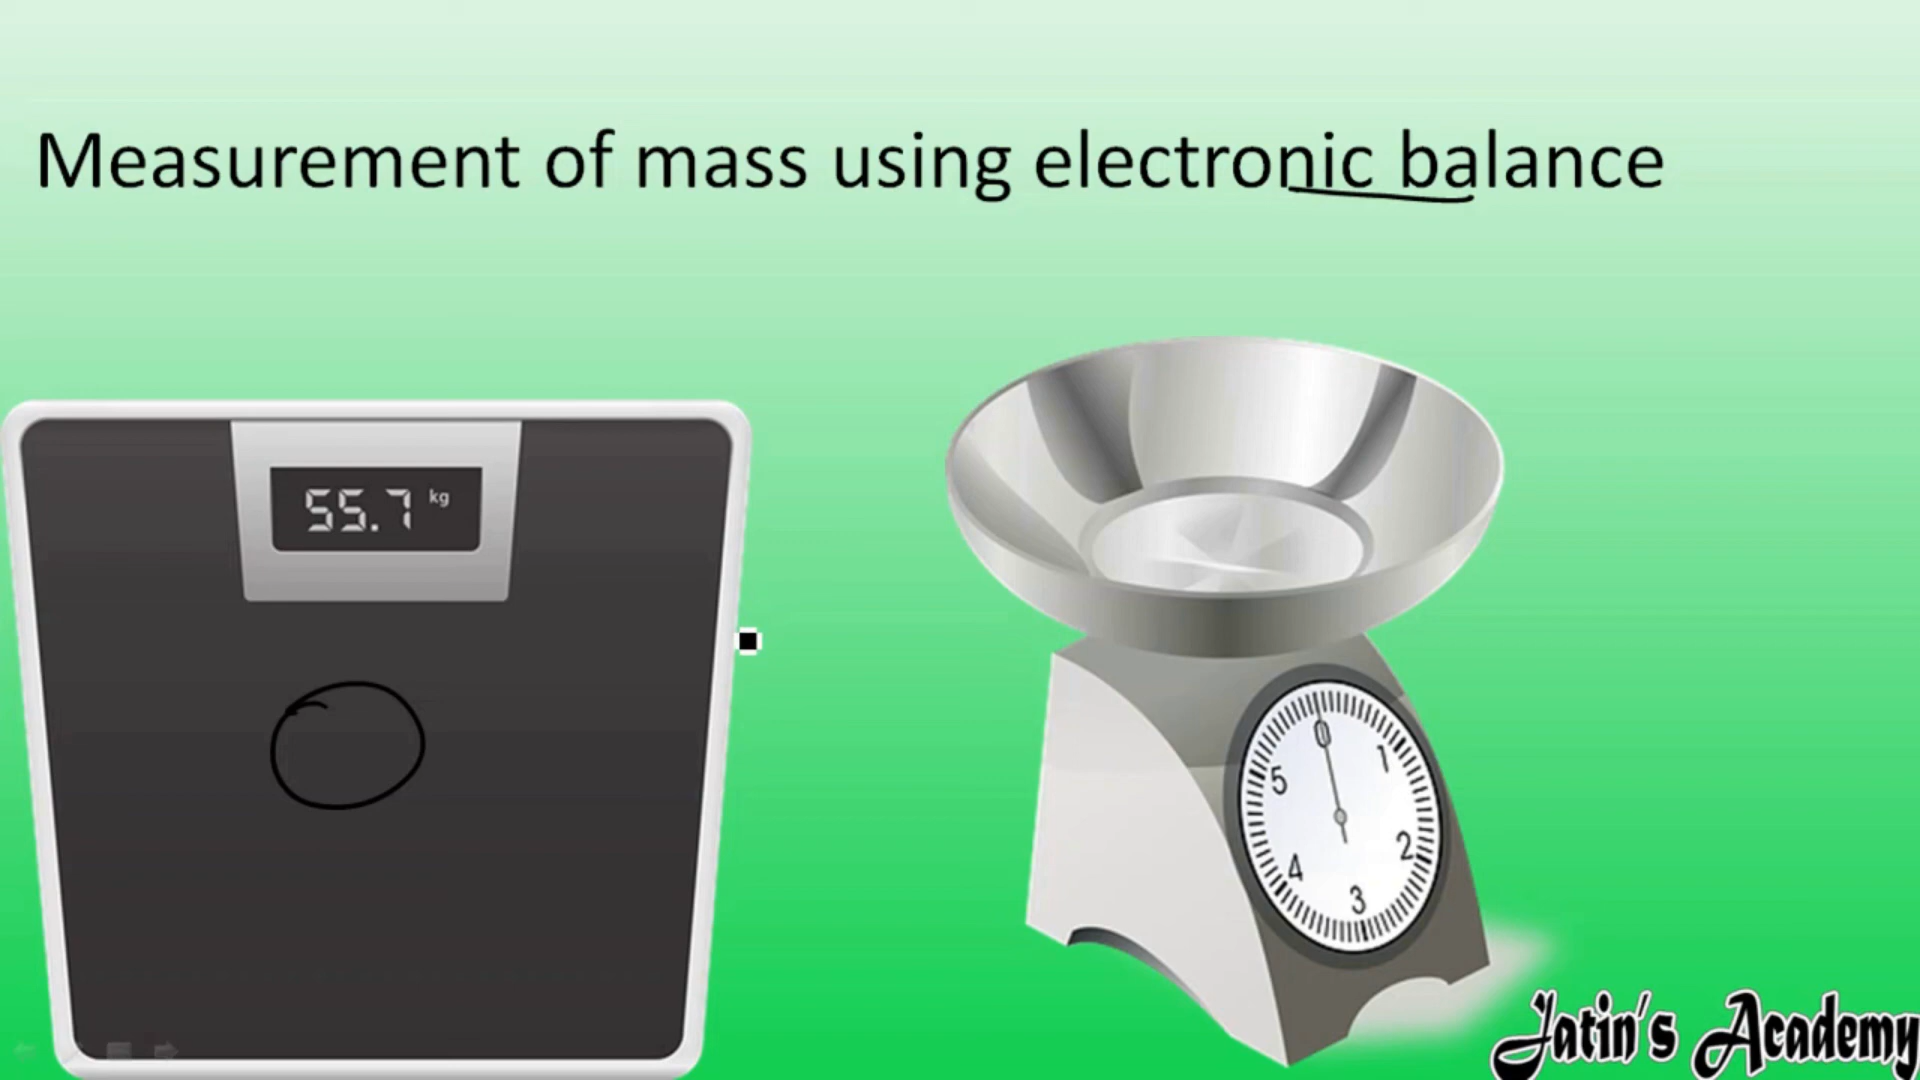 Measurement of mass using electronic balance
55.7 kg
0
1
2
3
4
5
Jatin's Academy